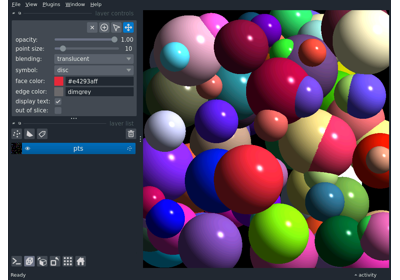 File View Plugins Window Help
layer controls
opacity: 1.00
point size: 10
blending: translucent
symbol: disc
face color: #e4293aff
edge color: dimgrey
display text:
out of slice:
layer list
pts
Ready
activity